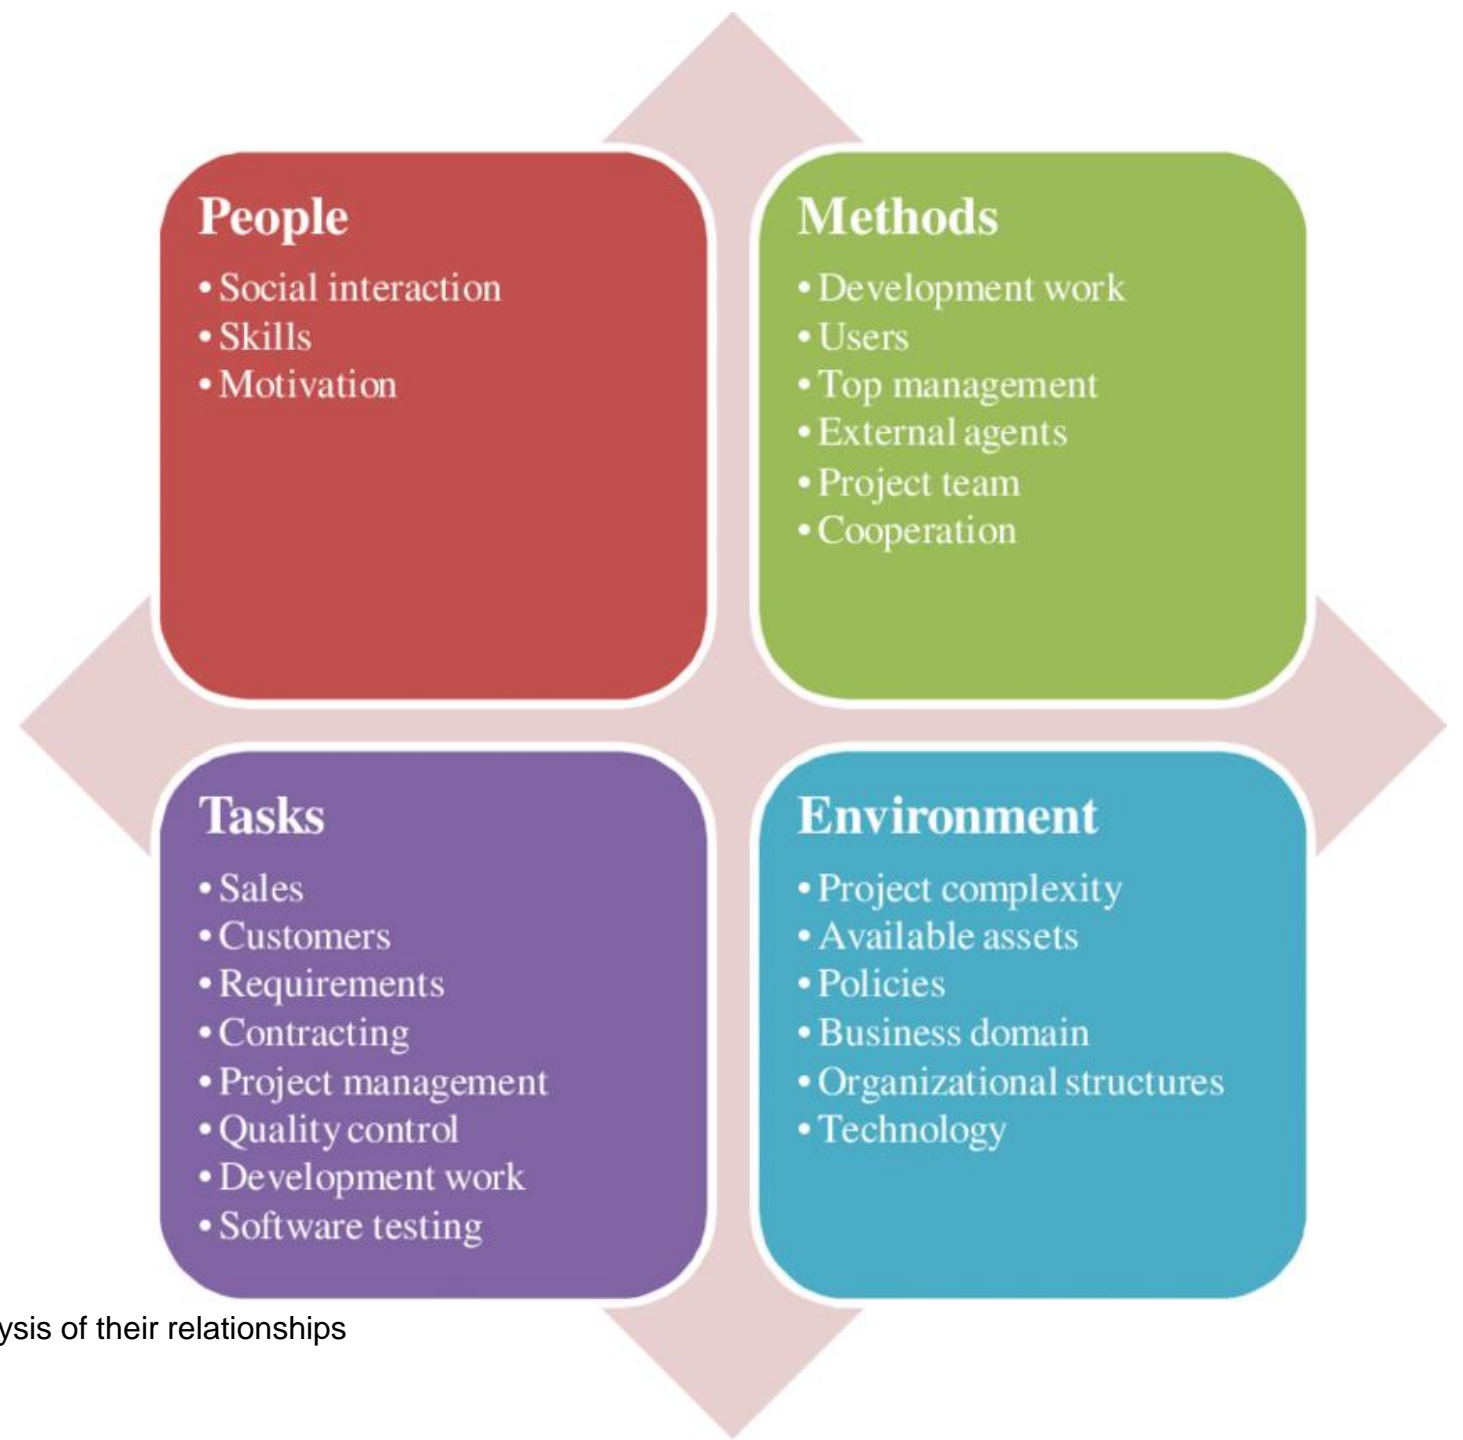 People
• Social interaction
• Skills
• Motivation
Methods
• Development work
• Users
• Top management
• External agents
• Project team
• Cooperation
Tasks
• Sales
• Customers
• Requirements
• Contracting
• Project management
• Quality control
• Development work
• Software testing
Environment
• Project complexity
• Available assets
• Policies
• Business domain
• Organizational structures
• Technology
ysis of their relationships